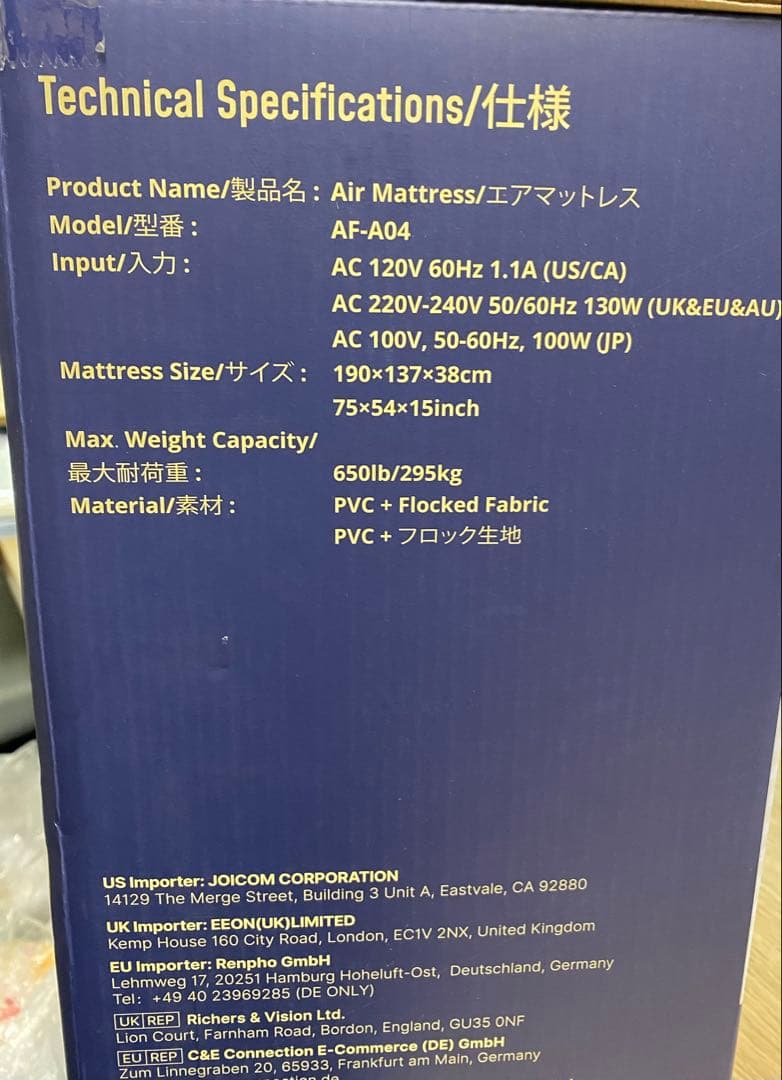 Technical Specifications/仕様
Product Name/製品名 : Air Mattress/エアマットレス
Model/型番 : AF-A04
Input/入力 : AC 120V 60Hz 1.1A (US/CA)
AC 220V-240V 50/60Hz 130W (UK&EU&AU)
AC 100V, 50-60Hz, 100W (JP)
Mattress Size/サイズ : 190×137×38cm
75×54×15inch
Max. Weight Capacity/
最大耐荷重 : 650lb/295kg
Material/素材 : PVC + Flocked Fabric
PVC + フロック生地
US Importer: JOICOM CORPORATION
14129 The Merge Street, Building 3 Unit A, Eastvale, CA 92880
UK Importer: EEON(UK)LIMITED
Kemp House 160 City Road, London, EC1V 2NX, United Kingdom
EU Importer: Renpho GmbH
Lehmweg 17, 20251 Hamburg Hoheluft-Ost, Deutschland, Germany
Tel: +49 40 23969285 (DE ONLY)
UK REP Richers & Vision Ltd.
Lion Court, Farnham Road, Bordon, England, GU35 0NF
EU REP C&E Connection E-Commerce (DE) GmbH
Zum Linnegraben 20, 65933, Frankfurt am Main, Germany